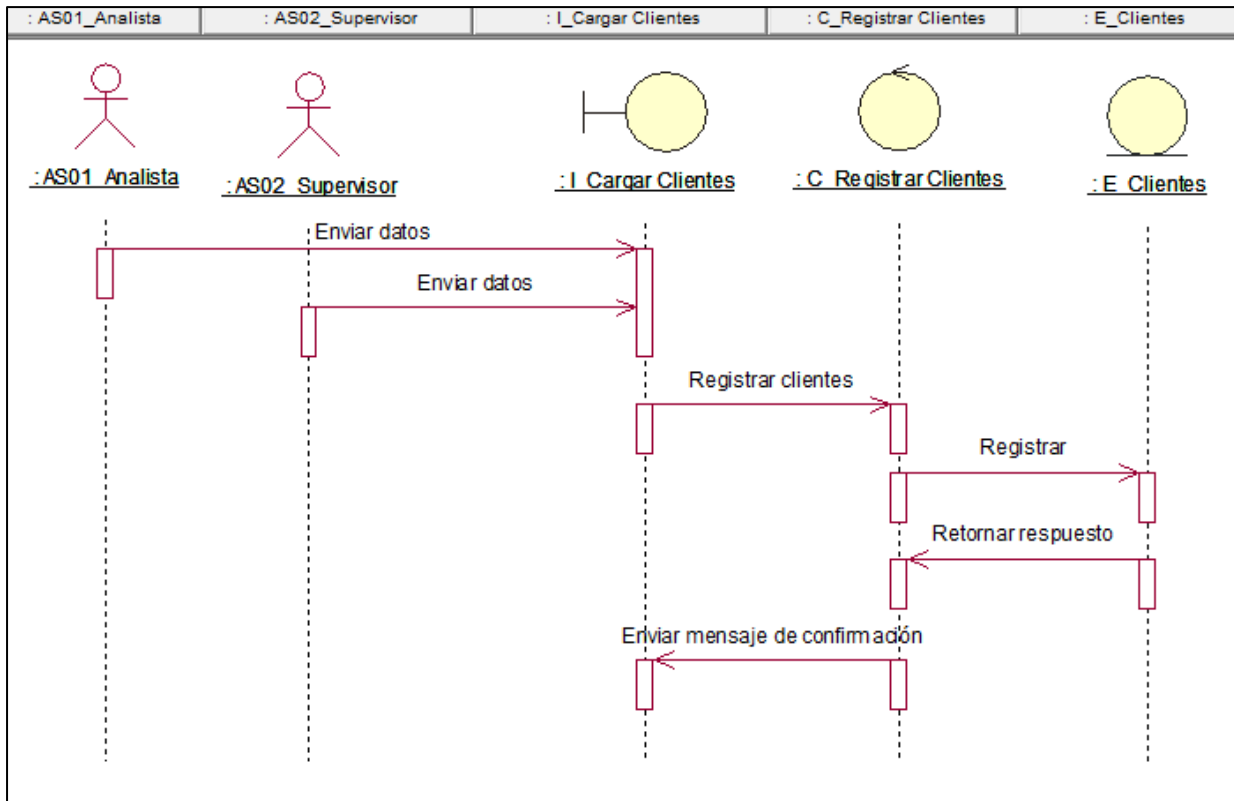 : AS01_Analista
: AS02_Supervisor
: I_Cargar Clientes
: C_Registrar Clientes
: E_Clientes
: AS01_Analista
: AS02_Supervisor
: I_Cargar Clientes
: C_Registrar Clientes
: E_Clientes
Enviar datos
Enviar datos
Registrar clientes
Registrar
Retornar respuesto
Enviar mensaje de confirmación